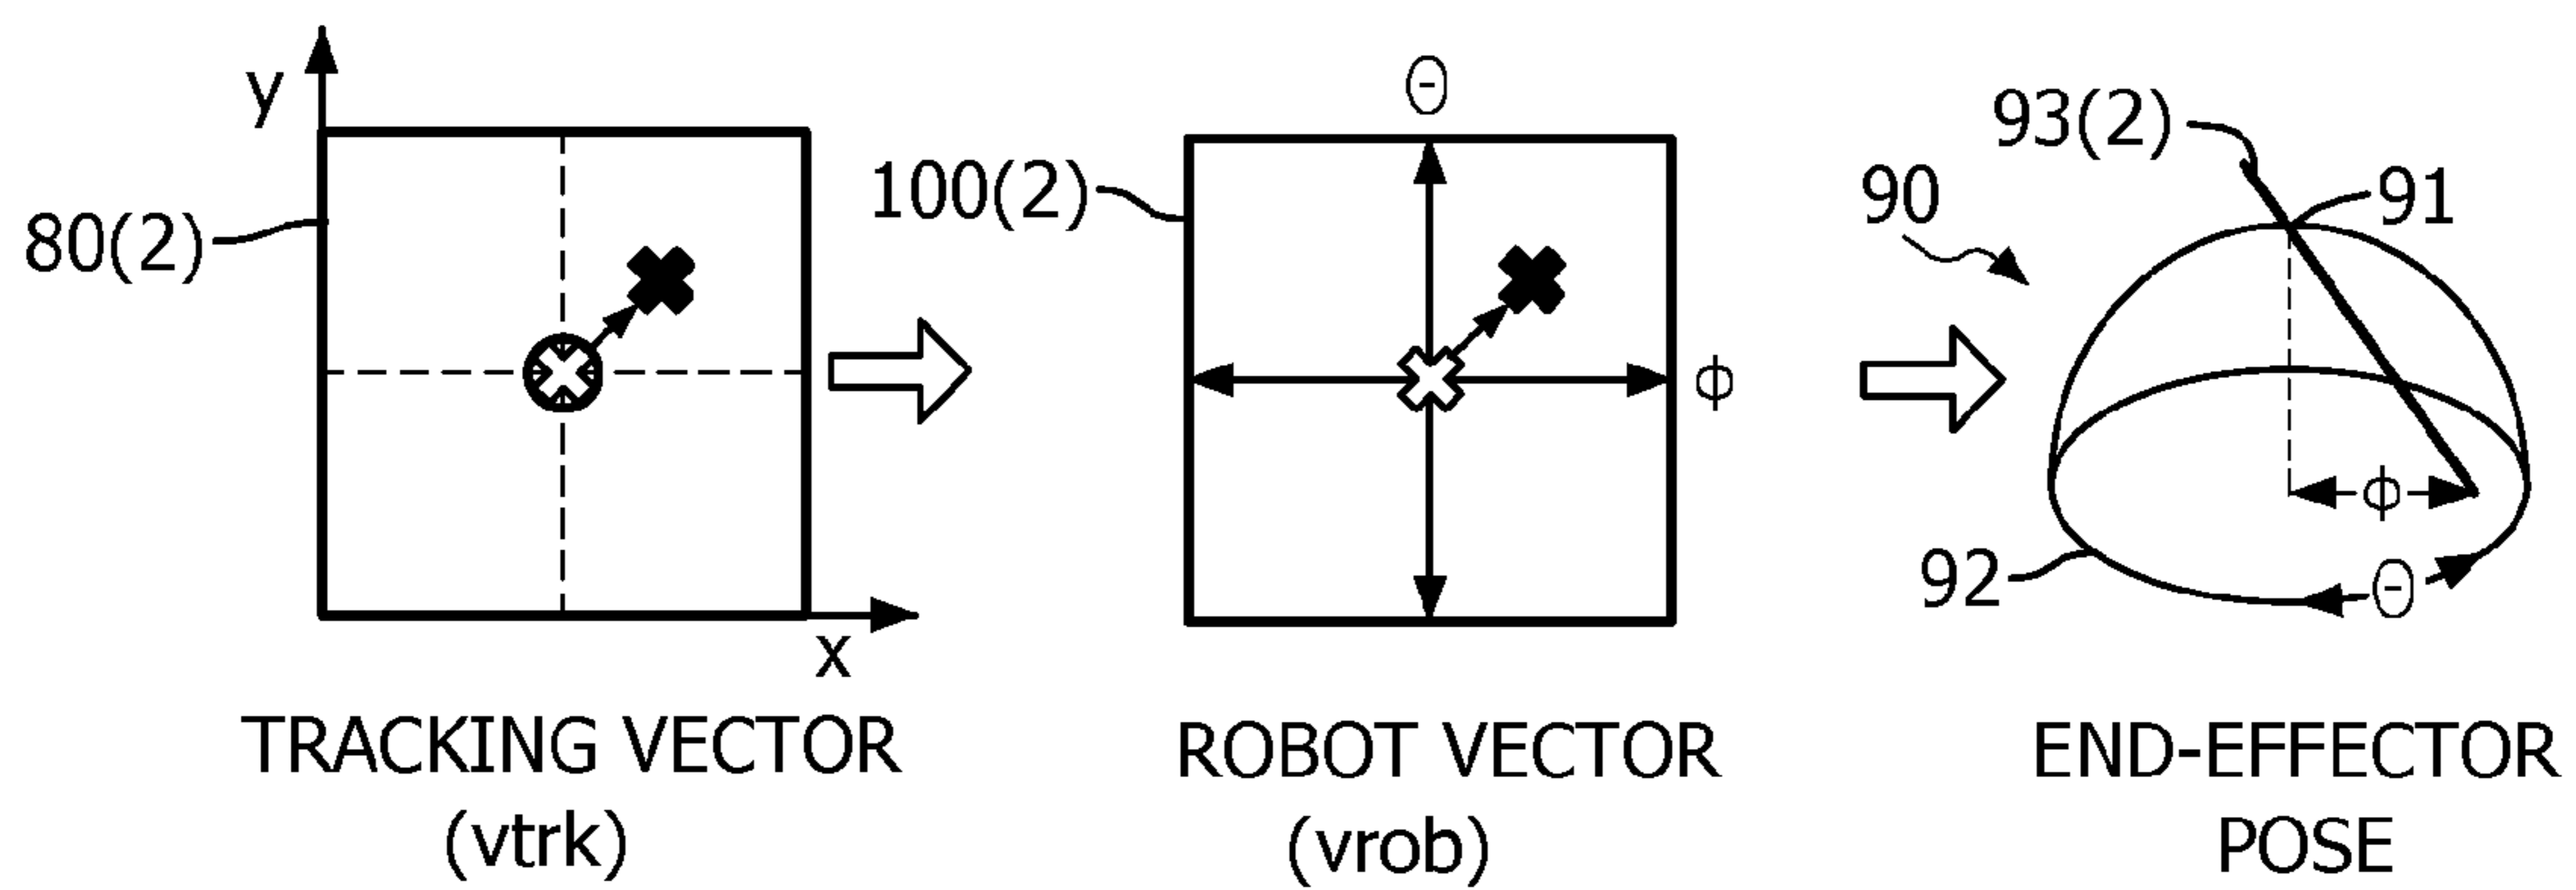 y
80(2)
x
TRACKING VECTOR
(vtrk)
Θ
100(2)
ϕ
ROBOT VECTOR
(vrob)
93(2)
90
91
ϕ
92
Θ
END-EFFECTOR
POSE